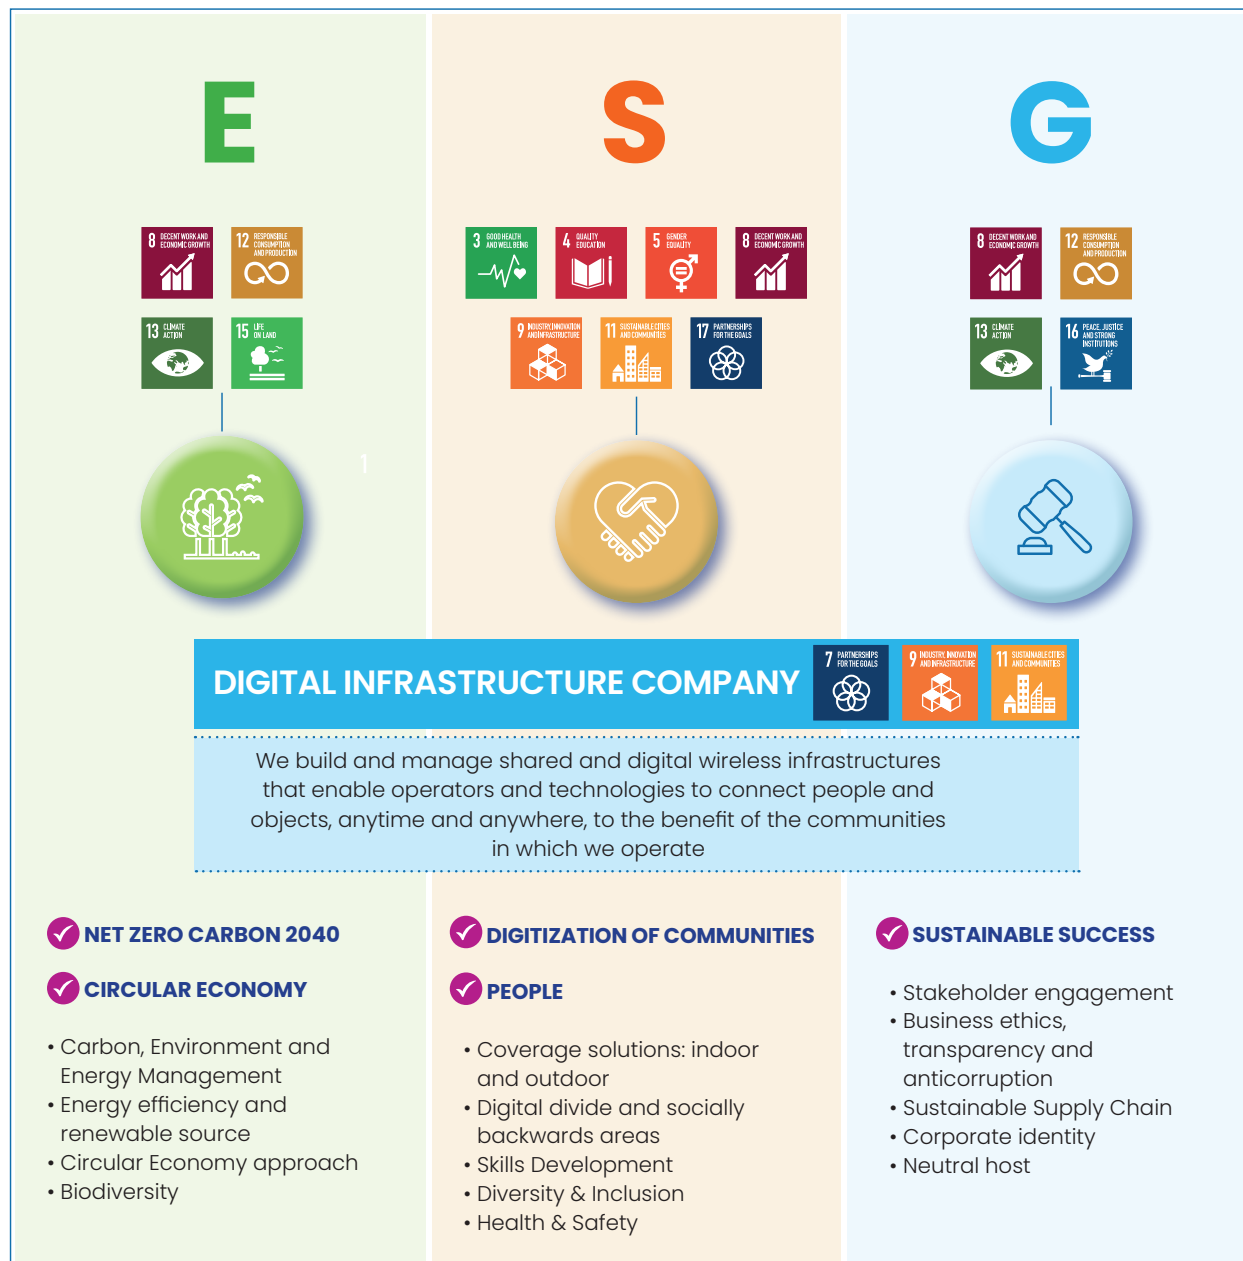 E
S
G
8 DECENT WORK AND
ECONOMIC GROWTH
12 RESPONSIBLE
CONSUMPTION
AND PRODUCTION
13 CLIMATE
ACTION
15 LIFE
ON LAND
3 GOOD HEALTH
AND WELL BEING
4 QUALITY
EDUCATION
5 GENDER
EQUALITY
8 DECENT WORK AND
ECONOMIC GROWTH
9 INDUSTRY, INNOVATION
AND INFRASTRUCTURE
11 SUSTAINABLE CITIES
AND COMMUNITIES
17 PARTNERSHIPS
FOR THE GOALS
8 DECENT WORK AND
ECONOMIC GROWTH
12 RESPONSIBLE
CONSUMPTION
AND PRODUCTION
13 CLIMATE
ACTION
16 PEACE, JUSTICE
AND STRONG
INSTITUTIONS
1
DIGITAL INFRASTRUCTURE COMPANY
7 PARTNERSHIPS
FOR THE GOALS
9 INDUSTRY, INNOVATION
AND INFRASTRUCTURE
11 SUSTAINABLE CITIES
AND COMMUNITIES
We build and manage shared and digital wireless infrastructures
that enable operators and technologies to connect people and
objects, anytime and anywhere, to the benefit of the communities
in which we operate
NET ZERO CARBON 2040
CIRCULAR ECONOMY
• Carbon, Environment and
Energy Management
• Energy efficiency and
renewable source
• Circular Economy approach
• Biodiversity
DIGITIZATION OF COMMUNITIES
PEOPLE
• Coverage solutions: indoor
and outdoor
• Digital divide and socially
backwards areas
• Skills Development
• Diversity & Inclusion
• Health & Safety
SUSTAINABLE SUCCESS
• Stakeholder engagement
• Business ethics,
transparency and
anticorruption
• Sustainable Supply Chain
• Corporate identity
• Neutral host